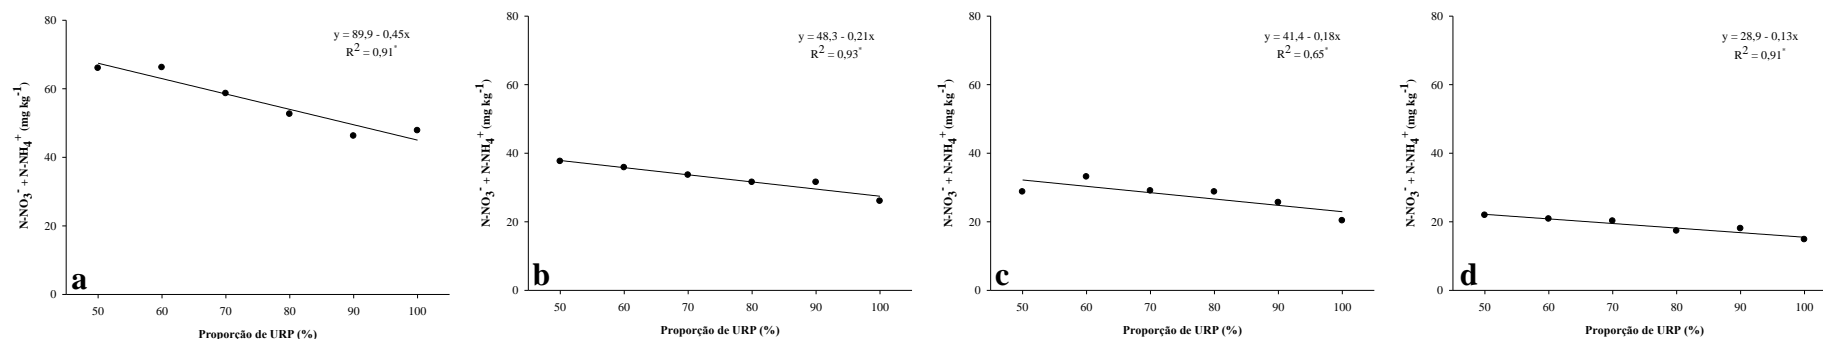 80
60
40
20
0
N-NO3- + N-NH4+ (mg kg-1)
y = 89,9 - 0,45x
R2 = 0,91*
a
50 60 70 80 90 100
Proporção de URP (%)
80
60
40
20
0
N-NO3- + N-NH4+ (mg kg-1)
y = 48,3 - 0,21x
R2 = 0,93*
b
50 60 70 80 90 100
Proporção de URP (%)
80
60
40
20
0
N-NO3- + N-NH4+ (mg kg-1)
y = 41,4 - 0,18x
R2 = 0,65*
c
50 60 70 80 90 100
Proporção de URP (%)
80
60
40
20
0
N-NO3- + N-NH4+ (mg kg-1)
y = 28,9 - 0,13x
R2 = 0,91*
d
50 60 70 80 90 100
Proporção de URP (%)